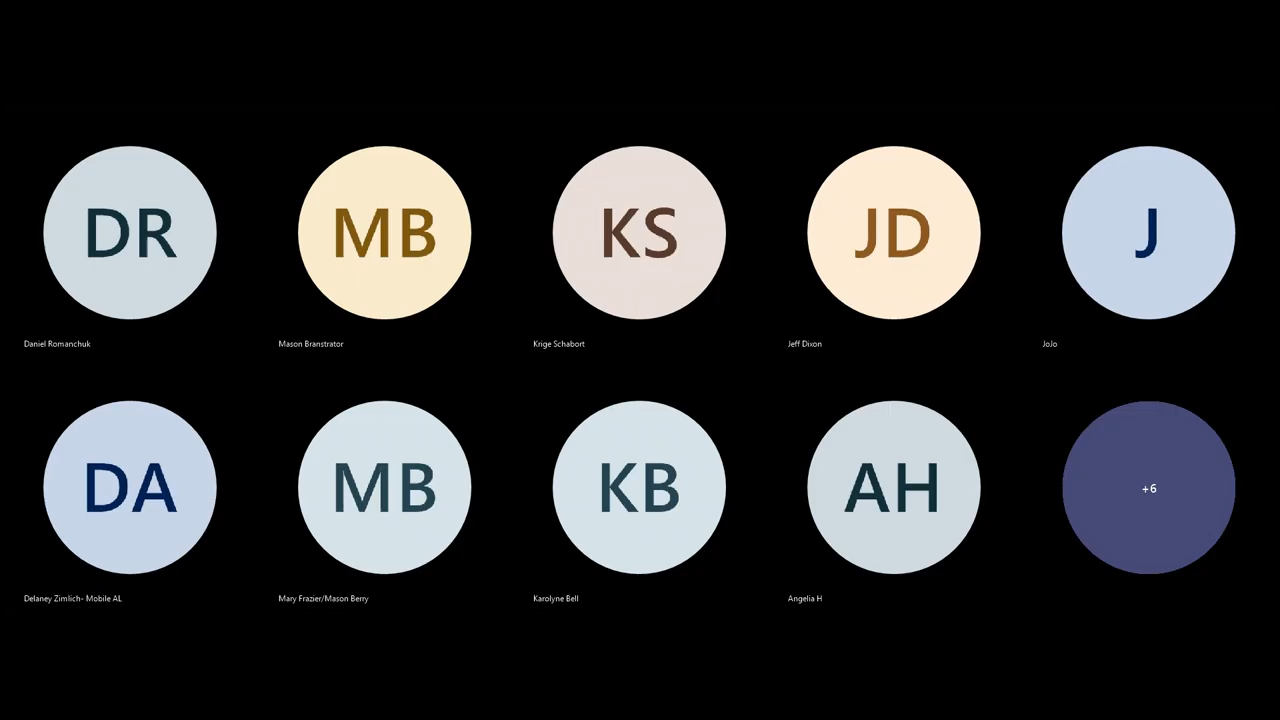 DR
MB
KS
JD
J
Daniel Romanchuk
Mason Branstrator
Krige Schabort
Jeff Dixon
JoJo
DA
MB
KB
AH
+6
Delaney Zimlich- Mobile AL
Mary Frazier/Mason Berry
Karolyne Bell
Angelia H